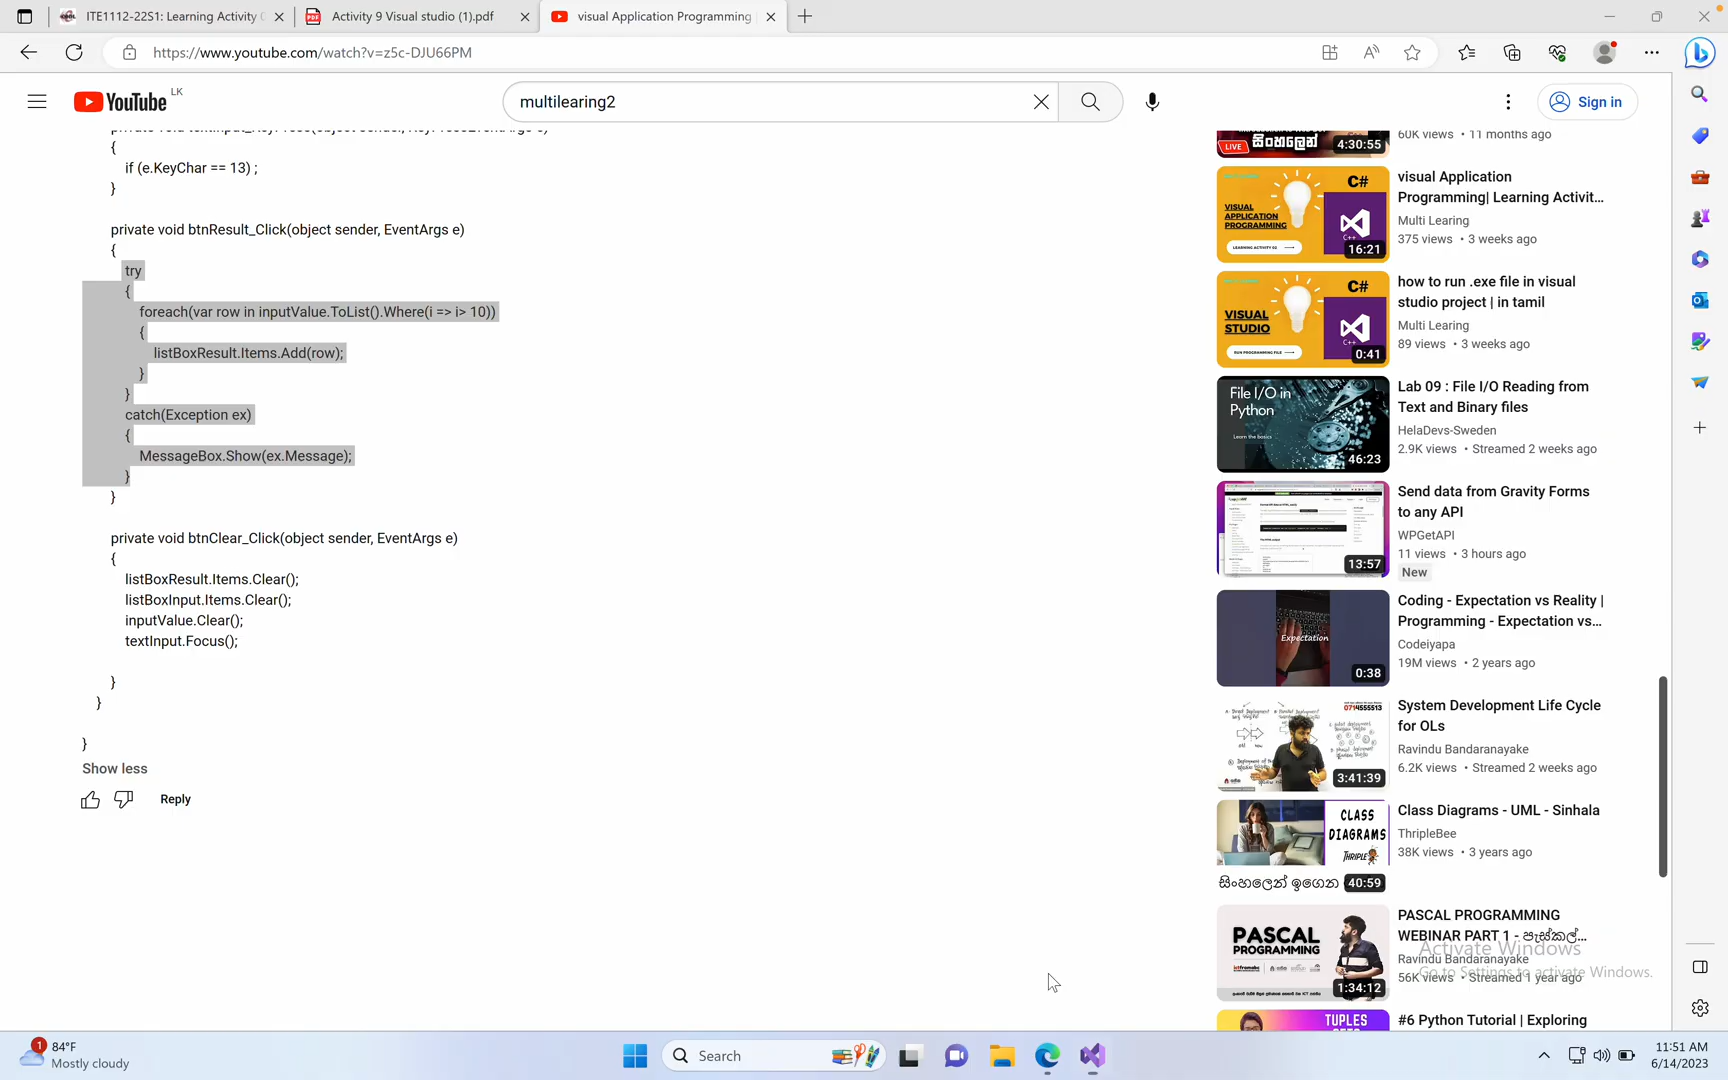 ITE1112-22S1: Learning Activity
Activity 9 Visual studio (1).pdf
visual Application Programming
https://www.youtube.com/watch?v=z5c-DJU66PM
YouTube LK
multilearing2
Sign in
{
if (e.KeyChar == 13) ;
}
private void btnResult_Click(object sender, EventArgs e)
{
try
{
foreach(var row in inputValue.ToList().Where(i => i> 10))
{
listBoxResult.Items.Add(row);
}
}
catch(Exception ex)
{
MessageBox.Show(ex.Message);
}
}
private void btnClear_Click(object sender, EventArgs e)
{
listBoxResult.Items.Clear();
listBoxInput.Items.Clear();
inputValue.Clear();
textInput.Focus();
}
}
}
Show less
Reply
LIVE
සිංහලෙන්
4:30:55
60K views • 11 months ago
C#
VISUAL
APPLICATION
PROGRAMMING
LEARNING ACTIVITY 02
C++
16:21
visual Application
Programming| Learning Activit...
Multi Learing
375 views • 3 weeks ago
C#
VISUAL
STUDIO
RUN PROGRAMMING FILE
C++
0:41
how to run .exe file in visual
studio project | in tamil
Multi Learing
89 views • 3 weeks ago
File I/O in
Python
Learn the basics
46:23
Lab 09 : File I/O Reading from
Text and Binary files
HelaDevs-Sweden
2.9K views • Streamed 2 weeks ago
13:57
Send data from Gravity Forms
to any API
WPGetAPI
11 views • 3 hours ago
New
Expectation
0:38
Coding - Expectation vs Reality |
Programming - Expectation vs...
Codeiyapa
19M views • 2 years ago
0714555513
3:41:39
System Development Life Cycle
for OLs
Ravindu Bandaranayake
6.2K views • Streamed 2 weeks ago
CLASS
DIAGRAMS
THRIPLE
සිංහලෙන් ඉගෙන
40:59
Class Diagrams - UML - Sinhala
ThripleBee
38K views • 3 years ago
PASCAL
PROGRAMMING
1:34:12
PASCAL PROGRAMMING
WEBINAR PART 1 - පැස්කල්...
Ravindu Bandaranayake
56K views • Streamed 1 year ago
Activate Windows
Go to Settings to activate Windows.
TUPLES
#6 Python Tutorial | Exploring
1
84°F
Mostly cloudy
Search
11:51 AM
6/14/2023